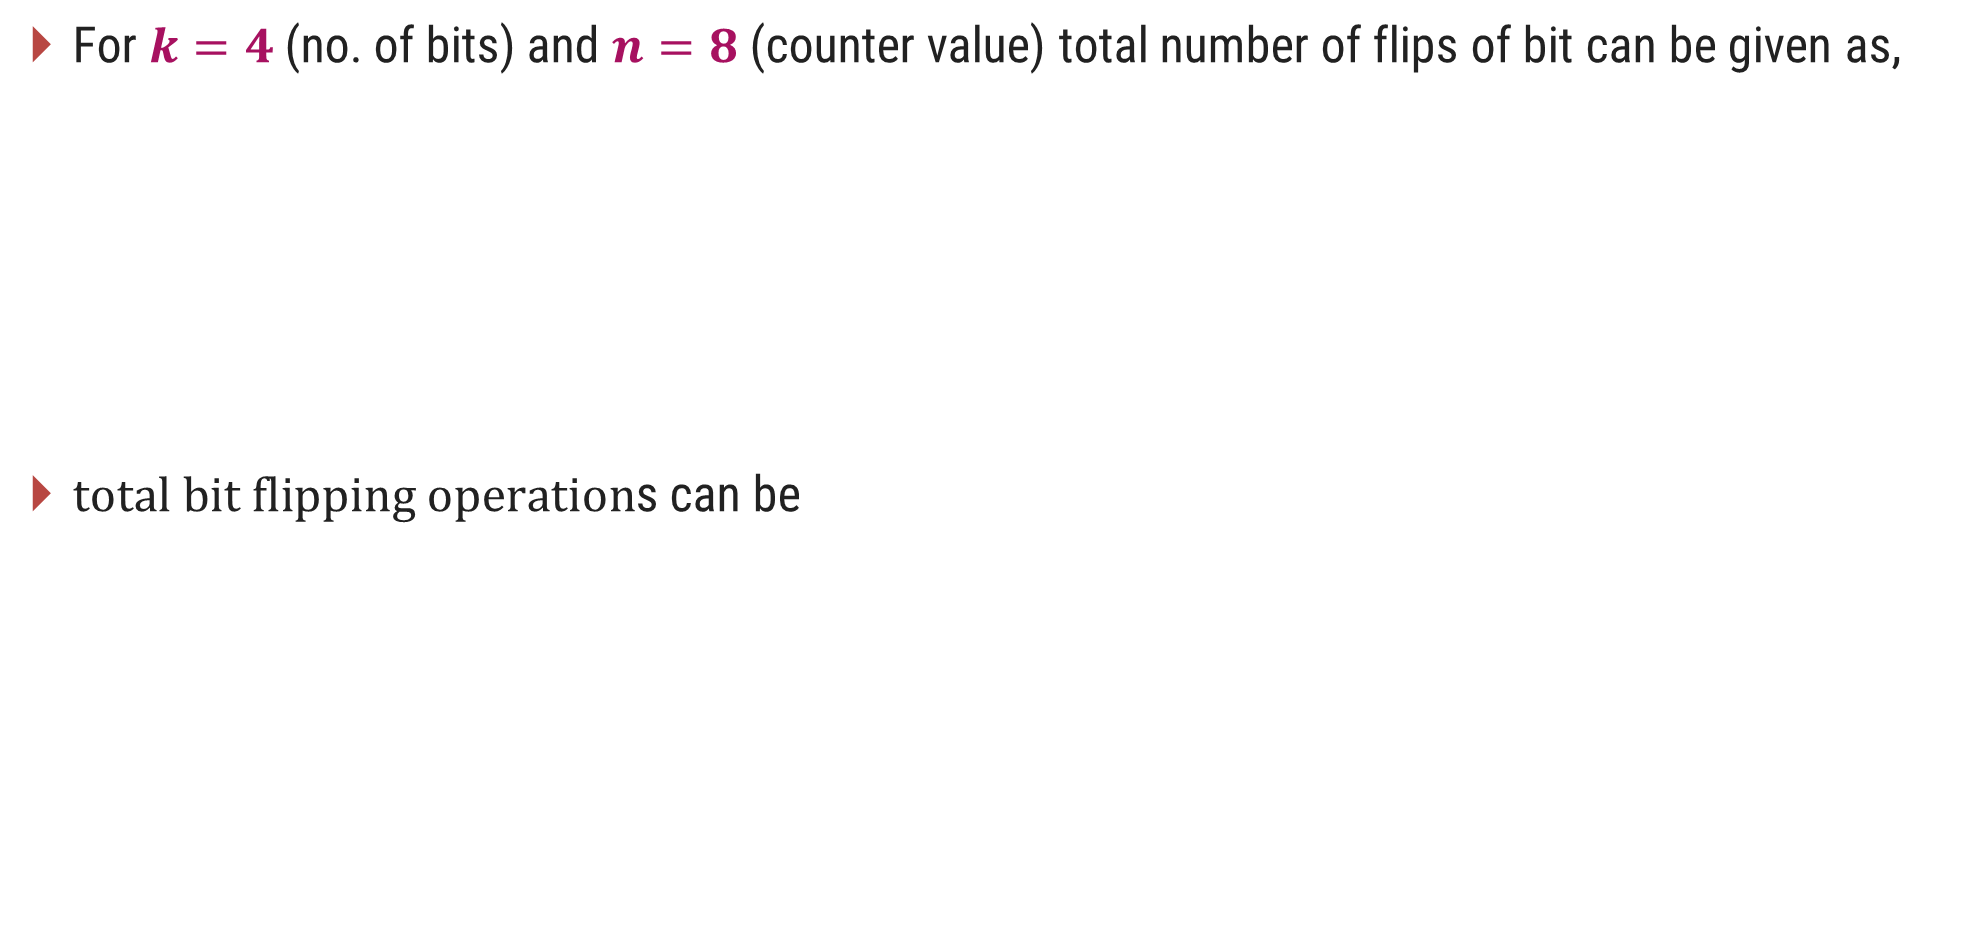 For k = 4 (no. of bits) and n = 8 (counter value) total number of flips of bit can be given as,
total bit flipping operations can be